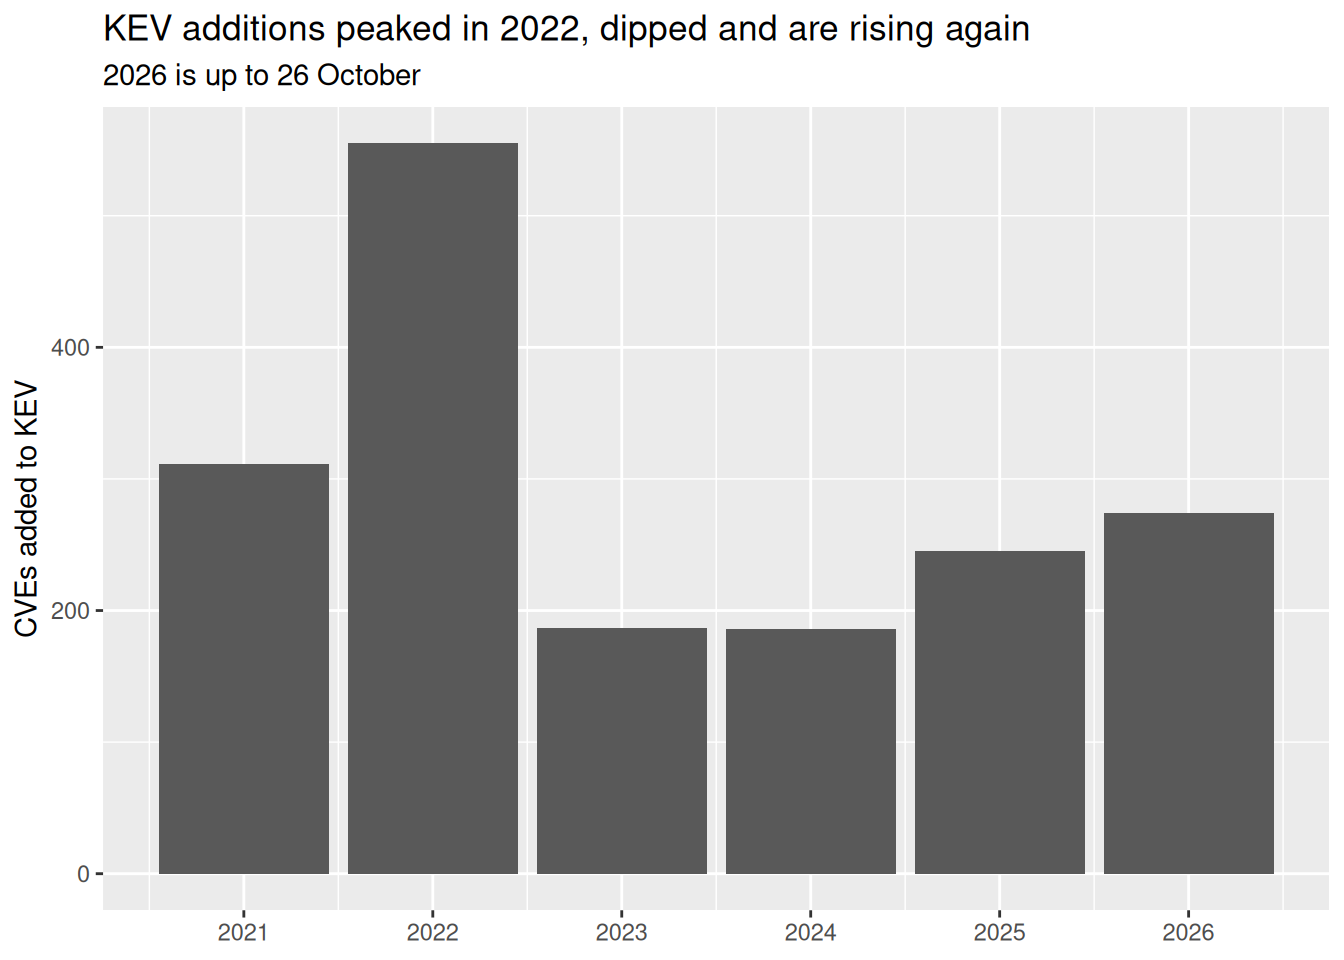 KEV additions peaked in 2022, dipped and are rising again
2026 is up to 26 October
CVEs added to KEV
400
200
0
2021 2022 2023 2024 2025 2026